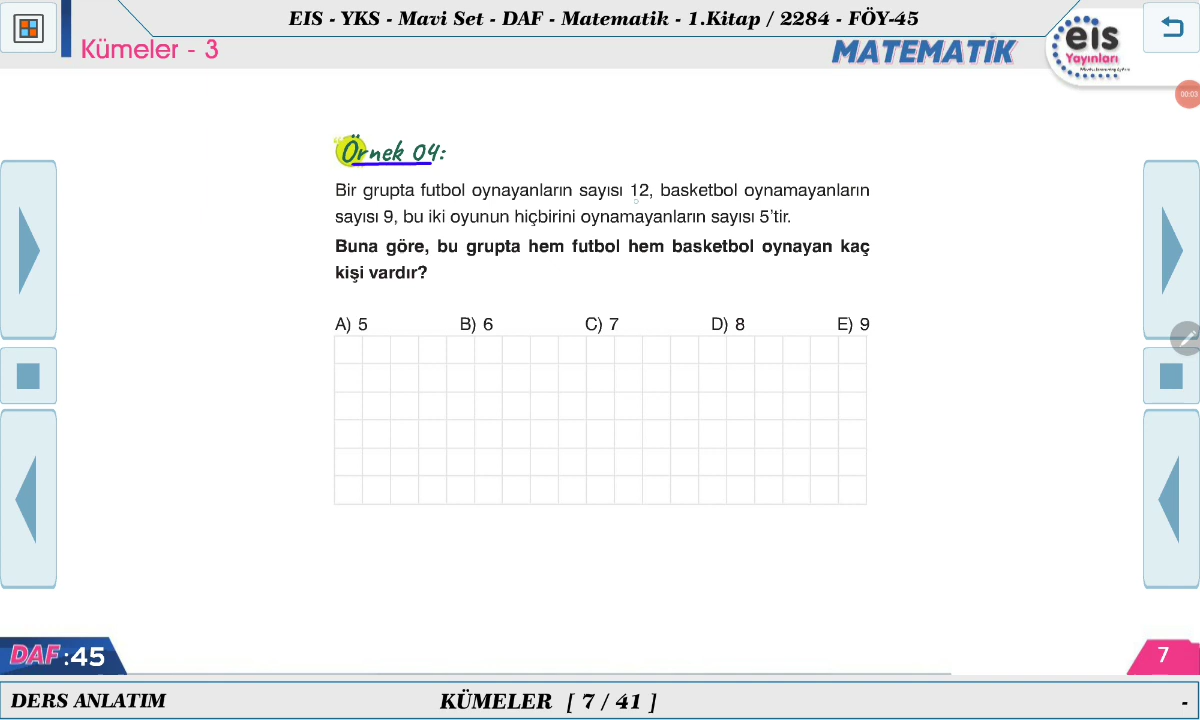 EIS - YKS - Mavi Set - DAF - Matematik - 1.Kitap / 2284 - FÖY-45
Kümeler - 3
MATEMATİK
eis
Yayınları
00:03
Örnek 04:
Bir grupta futbol oynayanların sayısı 12, basketbol oynamayanların
sayısı 9, bu iki oyunun hiçbirini oynamayanların sayısı 5'tir.
Buna göre, bu grupta hem futbol hem basketbol oynayan kaç
kişi vardır?
A) 5 B) 6 C) 7 D) 8 E) 9
DAF:45
7
DERS ANLATIM
KÜMELER [ 7 / 41 ]
-